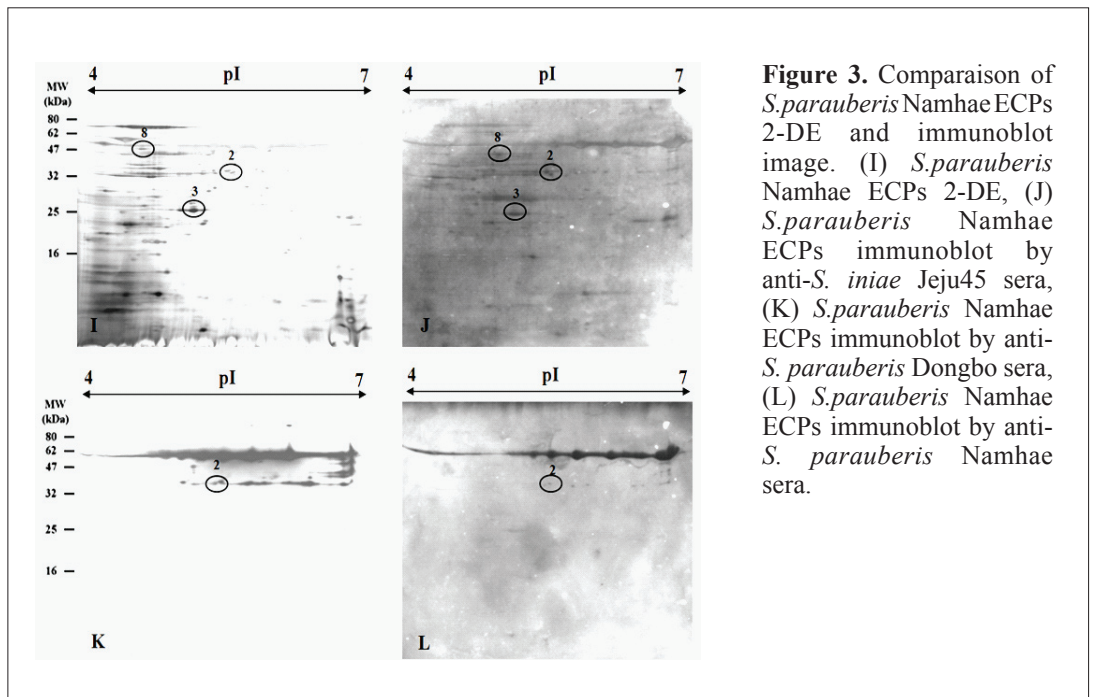 4 pI 7
MW
(kDa)
80
62
47
32
25
16
8
2
3
I
4 pI 7
8
2
3
J
4 pI 7
MW
(kDa)
80
62
47
32
25
16
2
K
4 pI 7
2
L
Figure 3. Comparaison of
S.parauberis Namhae ECPs
2-DE and immunoblot
image. (I) S.parauberis
Namhae ECPs 2-DE, (J)
S.parauberis Namhae
ECPs immunoblot by
anti-S. iniae Jeju45 sera,
(K) S.parauberis Namhae
ECPs immunoblot by anti-
S. parauberis Dongbo sera,
(L) S.parauberis Namhae
ECPs immunoblot by anti-
S. parauberis Namhae
sera.